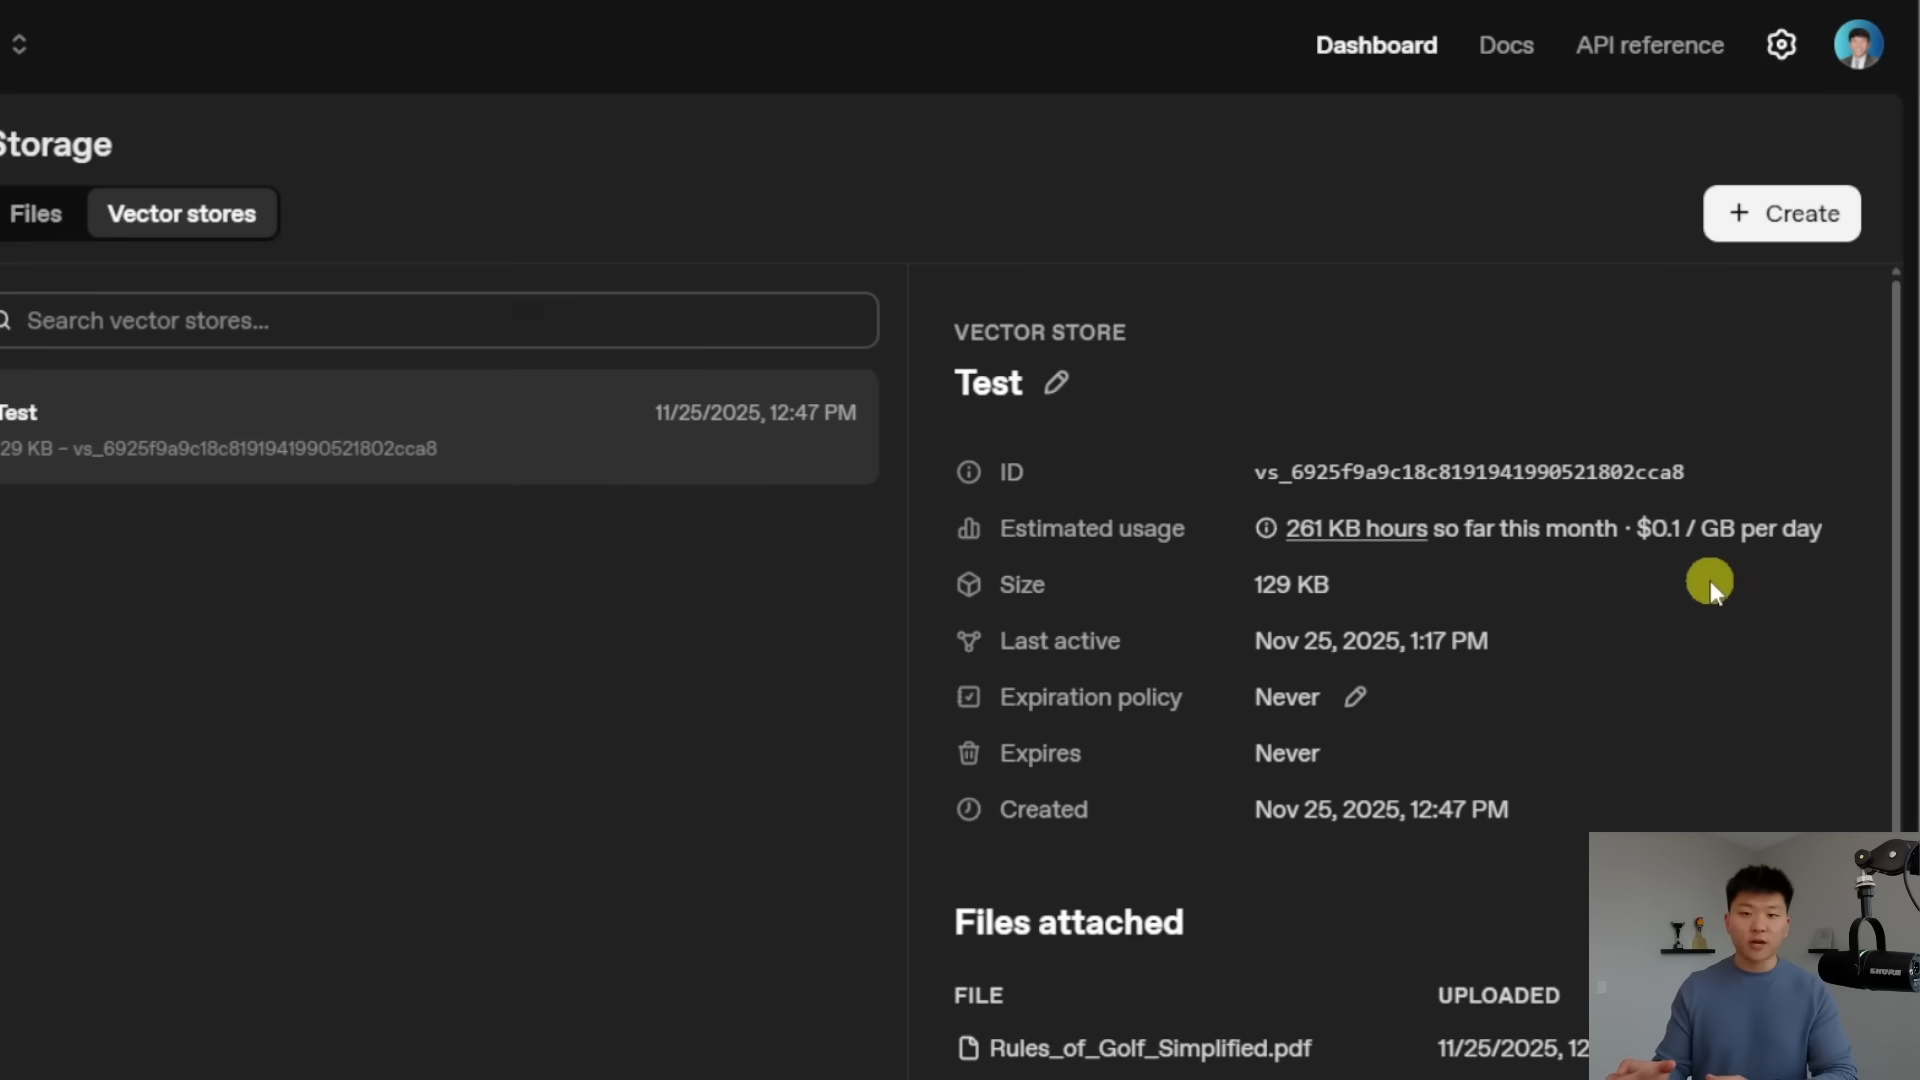 Dashboard Docs API reference
Storage
Files Vector stores
+ Create
Search vector stores...
VECTOR STORE
Test
Test 11/25/2025, 12:47 PM
29 KB – vs_6925f9a9c18c8191941990521802cca8
ID vs_6925f9a9c18c8191941990521802cca8
Estimated usage 261 KB hours so far this month · $0.1 / GB per day
Size 129 KB
Last active Nov 25, 2025, 1:17 PM
Expiration policy Never
Expires Never
Created Nov 25, 2025, 12:47 PM
Files attached
FILE UPLOADED
Rules_of_Golf_Simplified.pdf 11/25/2025, 12
SHURE